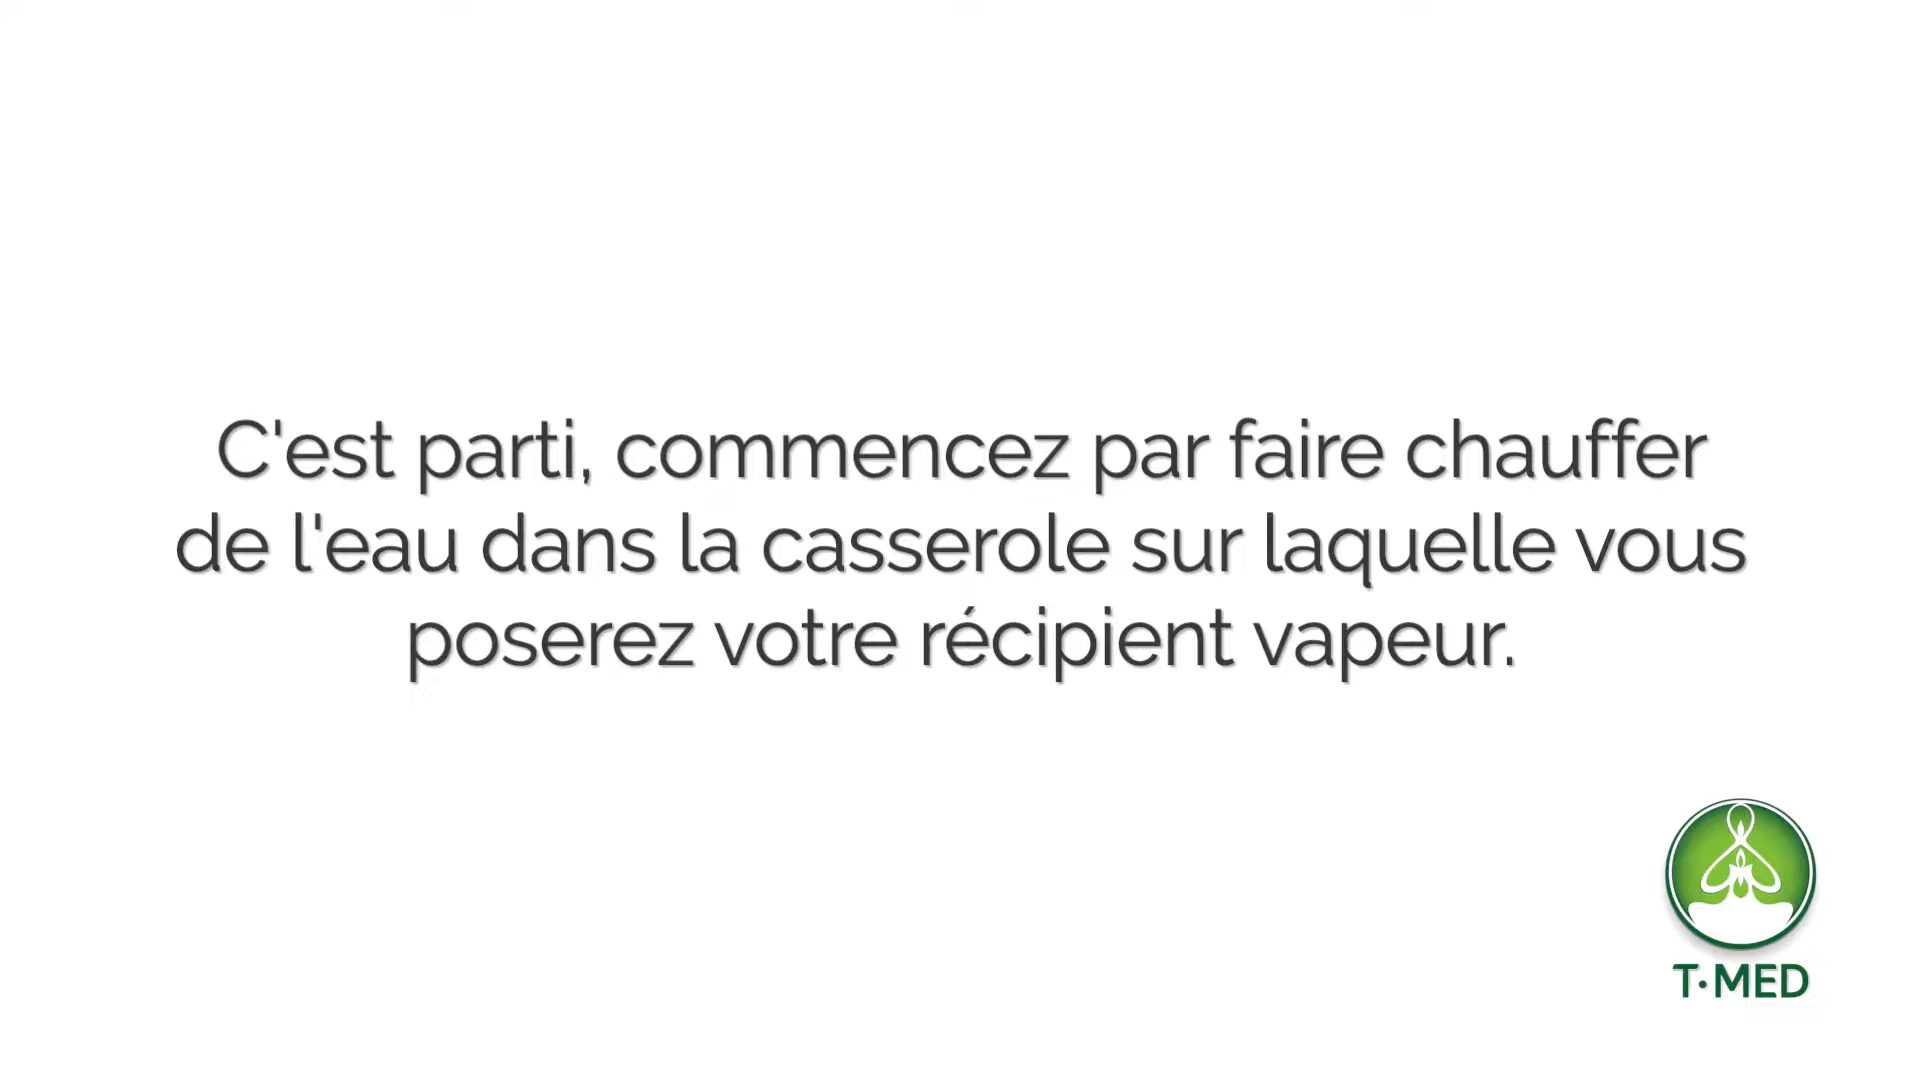 C'est parti, commencez par faire chauffer
de l'eau dans la casserole sur laquelle vous
poserez votre récipient vapeur.
T·MED